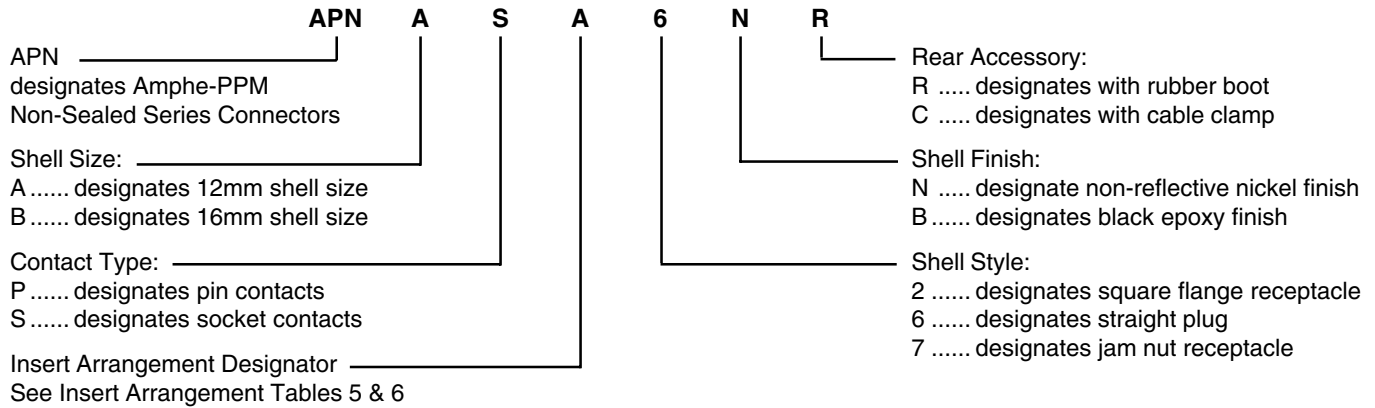 APN A S A 6 N R
APN
designates Amphe-PPM
Non-Sealed Series Connectors
Shell Size:
A ...... designates 12mm shell size
B ...... designates 16mm shell size
Contact Type:
P ...... designates pin contacts
S ...... designates socket contacts
Insert Arrangement Designator
See Insert Arrangement Tables 5 & 6
Rear Accessory:
R ..... designates with rubber boot
C ..... designates with cable clamp
Shell Finish:
N ..... designate non-reflective nickel finish
B ..... designates black epoxy finish
Shell Style:
2 ...... designates square flange receptacle
6 ...... designates straight plug
7 ...... designates jam nut receptacle